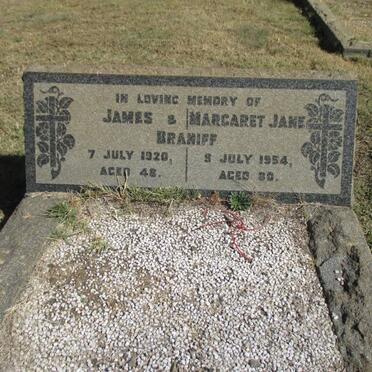 IN LOVING MEMORY OF
JAMES & MARGARET JANE
BRANIFF
7 JULY 1920, 9 JULY 1954,
AGED 48. AGED 80.